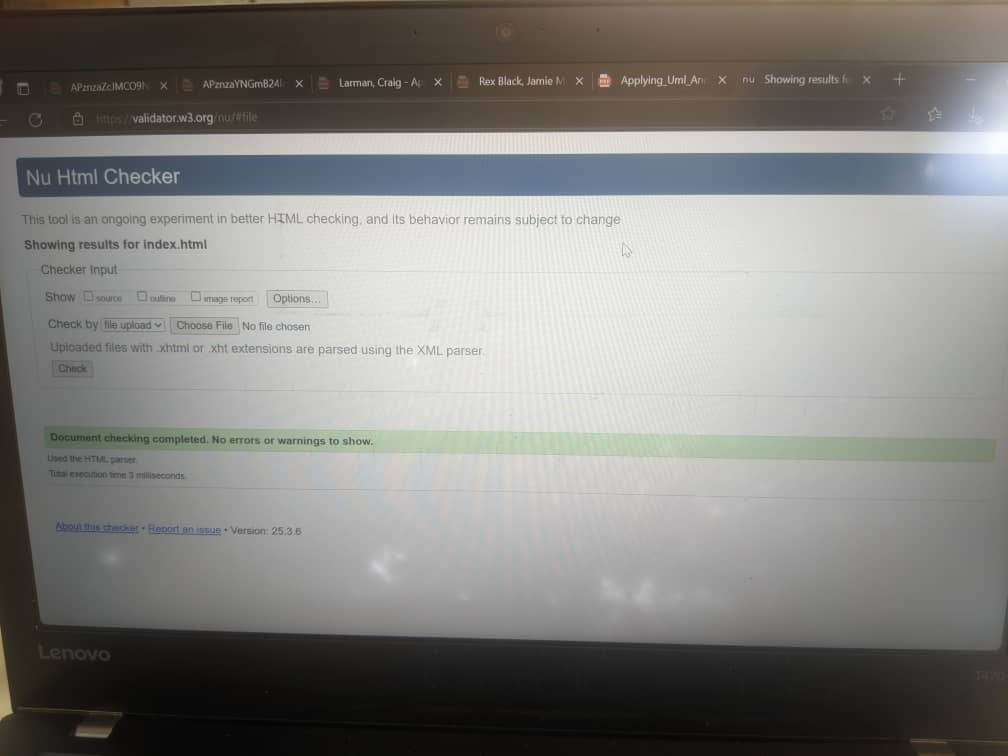 APznzaZcJMCO9N
APznzaYNGmB24l
Larman, Craig - Ap
Rex Black, Jamie M
Applying_Uml_An
nu Showing results fo
https://validator.w3.org/nu/#file
Nu Html Checker
This tool is an ongoing experiment in better HTML checking, and its behavior remains subject to change
Showing results for index.html
Checker Input
Show source outline image report Options...
Check by file upload Choose File No file chosen
Uploaded files with .xhtml or .xht extensions are parsed using the XML parser.
Check
Document checking completed. No errors or warnings to show.
Used the HTML parser.
Total execution time 3 milliseconds.
About this checker • Report an issue • Version: 25.3.6
Lenovo
T470